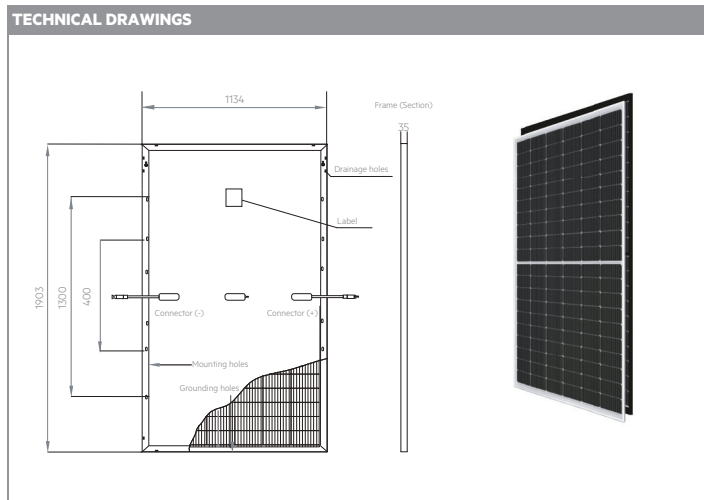 TECHNICAL DRAWINGS
1134
Frame (Section)
35
Drainage holes
Label
1903
1300
400
Connector (-)
Connector (+)
Mounting holes
Grounding holes